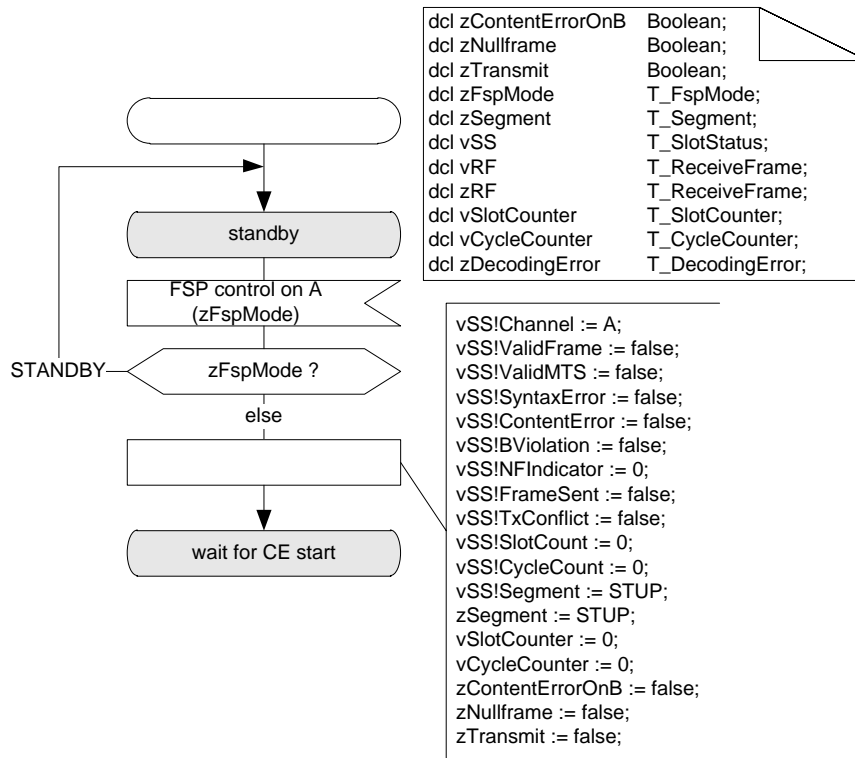 dcl zContentErrorOnB Boolean;
dcl zNullframe Boolean;
dcl zTransmit Boolean;
dcl zFspMode T_FspMode;
dcl zSegment T_Segment;
dcl vSS T_SlotStatus;
dcl vRF T_ReceiveFrame;
dcl zRF T_ReceiveFrame;
dcl vSlotCounter T_SlotCounter;
dcl vCycleCounter T_CycleCounter;
dcl zDecodingError T_DecodingError;
standby
FSP control on A
(zFspMode)
STANDBY
zFspMode ?
else
wait for CE start
vSS!Channel := A;
vSS!ValidFrame := false;
vSS!ValidMTS := false;
vSS!SyntaxError := false;
vSS!ContentError := false;
vSS!BViolation := false;
vSS!NFIndicator := 0;
vSS!FrameSent := false;
vSS!TxConflict := false;
vSS!SlotCount := 0;
vSS!CycleCount := 0;
vSS!Segment := STUP;
zSegment := STUP;
vSlotCounter := 0;
vCycleCounter := 0;
zContentErrorOnB := false;
zNullframe := false;
zTransmit := false;